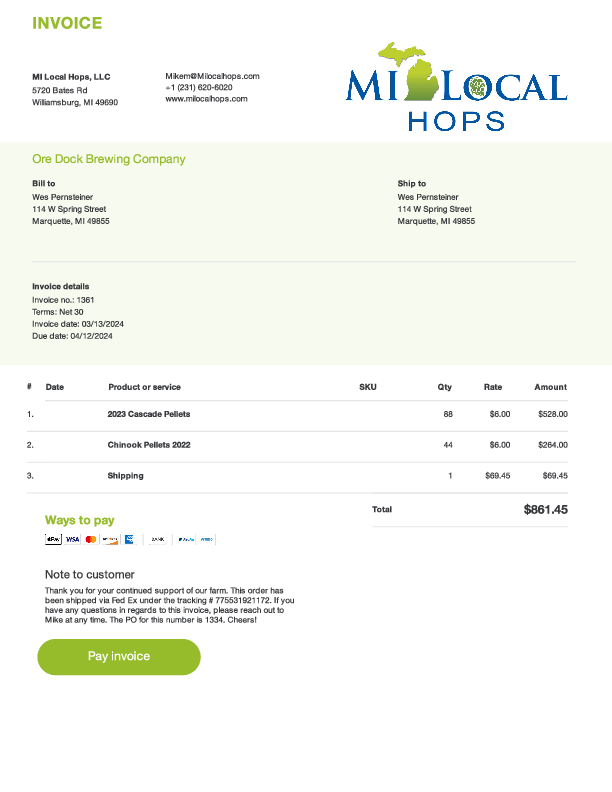 INVOICE
MI Local Hops, LLC
5720 Bates Rd
Williamsburg, MI 49690
Mikem@Milocalhops.com
+1 (231) 620-6020
www.milocalhops.com
MI LOCAL
HOPS
Ore Dock Brewing Company
Bill to
Wes Pernsteiner
114 W Spring Street
Marquette, MI 49855
Ship to
Wes Pernsteiner
114 W Spring Street
Marquette, MI 49855
Invoice details
Invoice no.: 1361
Terms: Net 30
Invoice date: 03/13/2024
Due date: 04/12/2024
# Date Product or service SKU Qty Rate Amount
1. 2023 Cascade Pellets 88 $6.00 $528.00
2. Chinook Pellets 2022 44 $6.00 $264.00
3. Shipping 1 $69.45 $69.45
Total $861.45
Ways to pay
Pay VISA BANK PayPal venmo
Note to customer
Thank you for your continued support of our farm. This order has
been shipped via Fed Ex under the tracking # 775531921172. If you
have any questions in regards to this invoice, please reach out to
Mike at any time. The PO for this number is 1334. Cheers!
Pay invoice